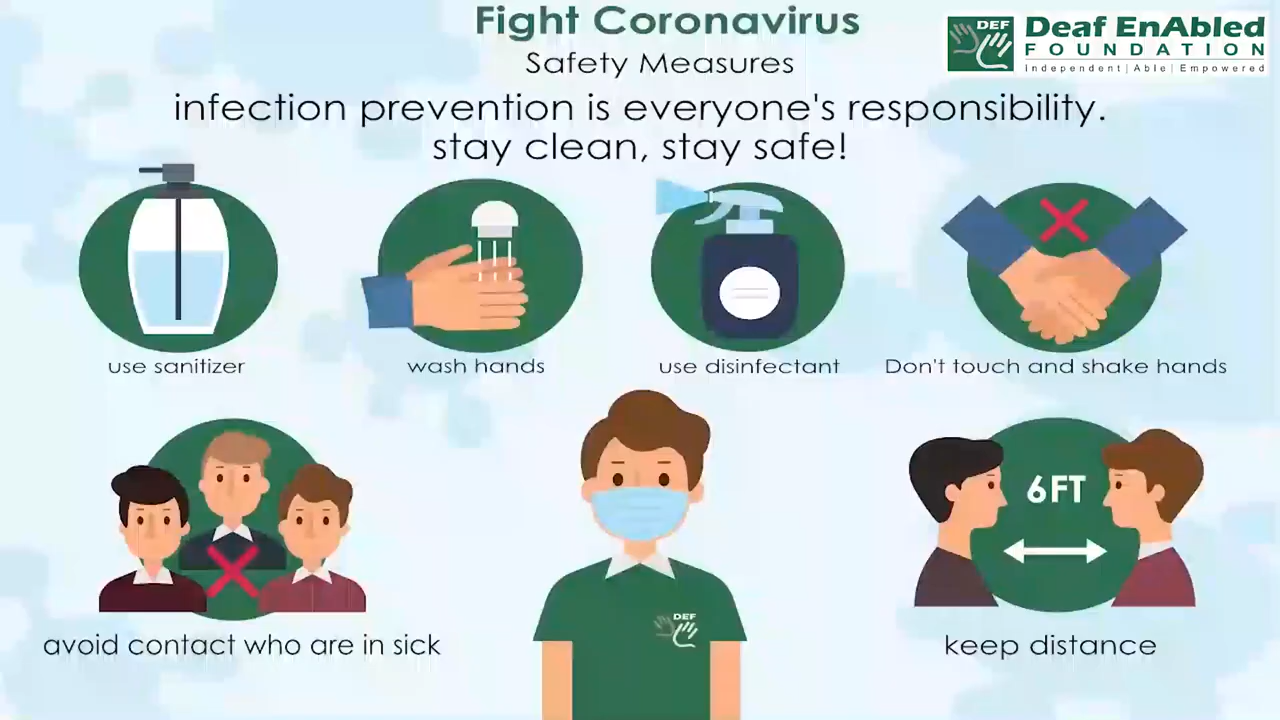 Fight Coronavirus
Safety Measures
DEF
Deaf EnAbled
FOUNDATION
Independent | Able | Empowered
infection prevention is everyone's responsibility.
stay clean, stay safe!
use sanitizer
wash hands
use disinfectant
Don't touch and shake hands
6FT
DEF
avoid contact who are in sick
keep distance